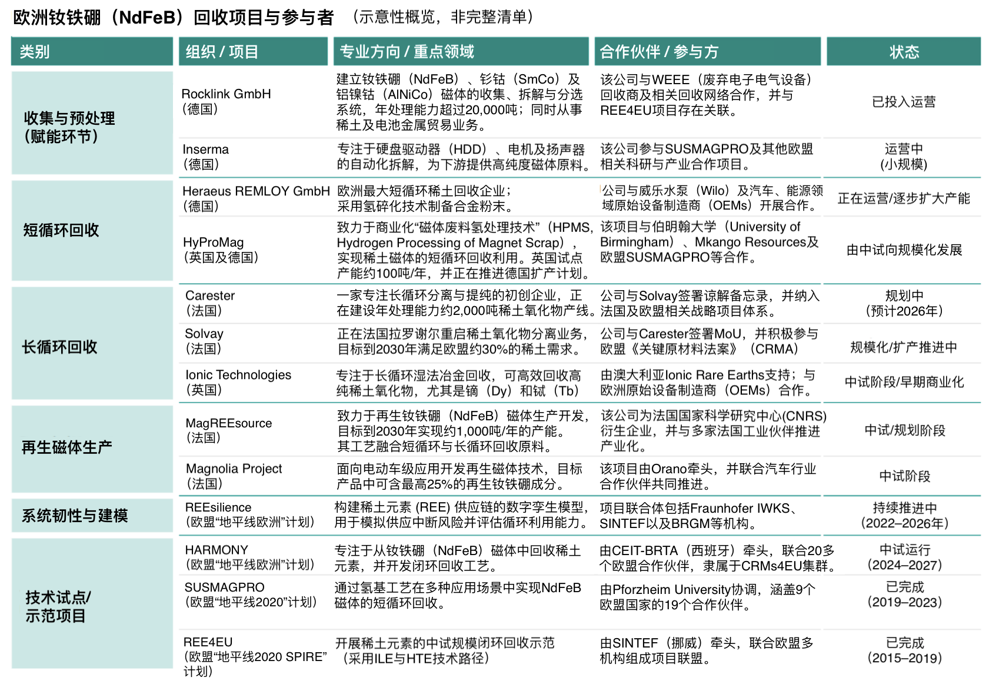 欧洲钕铁硼（NdFeB）回收项目与参与者 （示意性概览，非完整清单）
类别
组织 / 项目
专业方向 / 重点领域
合作伙伴 / 参与方
状态
收集与预处理
（赋能环节）
Rocklink GmbH
（德国）
建立钕铁硼（NdFeB）、钐钴（SmCo）及
铝镍钴（AlNiCo）磁体的收集、拆解与分选
系统，年处理能力超过20,000吨；同时从事
稀土及电池金属贸易业务。
该公司与WEEE（废弃电子电气设备）
回收商及相关回收网络合作，并与
REE4EU项目存在关联。
已投入运营
Inserma
（德国）
专注于硬盘驱动器（HDD）、电机及扬声器
的自动化拆解，为下游提供高纯度磁体原料。
该公司参与SUSMAGPRO及其他欧盟
相关科研与产业合作项目。
运营中
(小规模)
短循环回收
Heraeus REMLOY GmbH
（德国）
欧洲最大短循环稀土回收企业；
采用氢碎化技术制备合金粉末。
公司与威乐水泵（Wilo）及汽车、能源领
域原始设备制造商（OEMs）开展合作。
正在运营/逐步扩大产能
HyProMag
（英国及德国）
致力于商业化“磁体废料氢处理技术”（HPMS,
Hydrogen Processing of Magnet Scrap），
实现稀土磁体的短循环回收利用。英国试点
产能约100吨/年，并正在推进德国扩产计划。
该项目与伯明翰大学（University of
Birmingham）、Mkango Resources及
欧盟SUSMAGPRO等合作。
由中试向规模化发展
长循环回收
Carester
（法国）
一家专注长循环分离与提纯的初创企业，正
在建设年处理能力约2,000吨稀土氧化物产线。
公司与Solvay签署谅解备忘录，并纳入
法国及欧盟相关战略项目体系。
规划中
（预计2026年）
Solvay
（法国）
正在法国拉罗谢尔重启稀土氧化物分离业务，
目标到2030年满足欧盟约30%的稀土需求。
公司与Carester签署MoU，并积极参与
欧盟《关键原材料法案》（CRMA）
规模化/扩产推进中
Ionic Technologies
（英国）
专注于长循环湿法冶金回收，可高效回收高
纯稀土氧化物，尤其是镝（Dy）和铽（Tb）
由澳大利亚Ionic Rare Earths支持；与
欧洲原始设备制造商（OEMs）合作。
中试阶段/早期商业化
再生磁体生产
MagREEsource
（法国）
致力于再生钕铁硼（NdFeB）磁体生产开发，
目标到2030年实现约1,000吨/年的产能。
其工艺融合短循环与长循环回收原料。
该公司为法国国家科学研究中心(CNRS)
衍生企业，并与多家法国工业伙伴推进
产业化。
中试/规划阶段
Magnolia Project
（法国）
面向电动车级应用开发再生磁体技术，目标
产品中可含最高25%的再生钕铁硼成分。
该项目由Orano牵头，并联合汽车行业
合作伙伴共同推进。
中试阶段
系统韧性与建模
REEsilience
（欧盟“地平线欧洲”计划）
构建稀土元素 (REE) 供应链的数字孪生模型，
用于模拟供应中断风险并评估循环利用能力。
项目联合体包括Fraunhofer IWKS、
SINTEF以及BRGM等机构。
持续推进中
（2022–2026年）
技术试点/
示范项目
HARMONY
（欧盟“地平线欧洲”计划）
专注于从钕铁硼（NdFeB）磁体中回收稀土
元素，并开发闭环回收工艺。
由CEIT-BRTA（西班牙）牵头，联合20多
个欧盟合作伙伴，隶属于CRMs4EU集群。
中试运行
（2024–2027）
SUSMAGPRO
（欧盟“地平线2020”计划）
通过氢基工艺在多种应用场景中实现NdFeB
磁体的短循环回收。
由Pforzheim University协调，涵盖9个
欧盟国家的19个合作伙伴。
已完成
（2019–2023）
REE4EU
（欧盟“地平线2020 SPIRE”
计划）
开展稀土元素的中试规模闭环回收示范
（采用ILE与HTE技术路径）
由SINTEF（挪威）牵头，联合欧盟多
机构组成项目联盟。
已完成
（2015–2019）